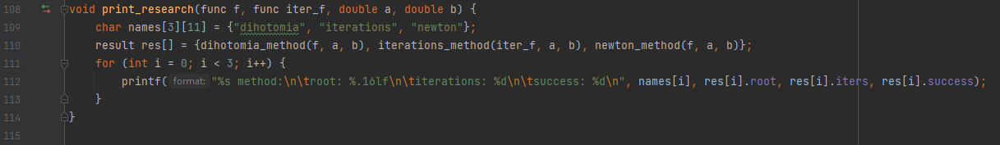 108 void print_research(func f, func iter_f, double a, double b) {
109 char names[3][11] = {"dihotomia", "iterations", "newton"};
110 result res[] = {dihotomia_method(f, a, b), iterations_method(iter_f, a, b), newton_method(f, a, b)};
111 for (int i = 0; i < 3; i++) {
112 printf( format: "%s method:\n\troot: %.16lf\n\titerations: %d\n\tsuccess: %d\n", names[i], res[i].root, res[i].iters, res[i].success);
113 }
114 }
115